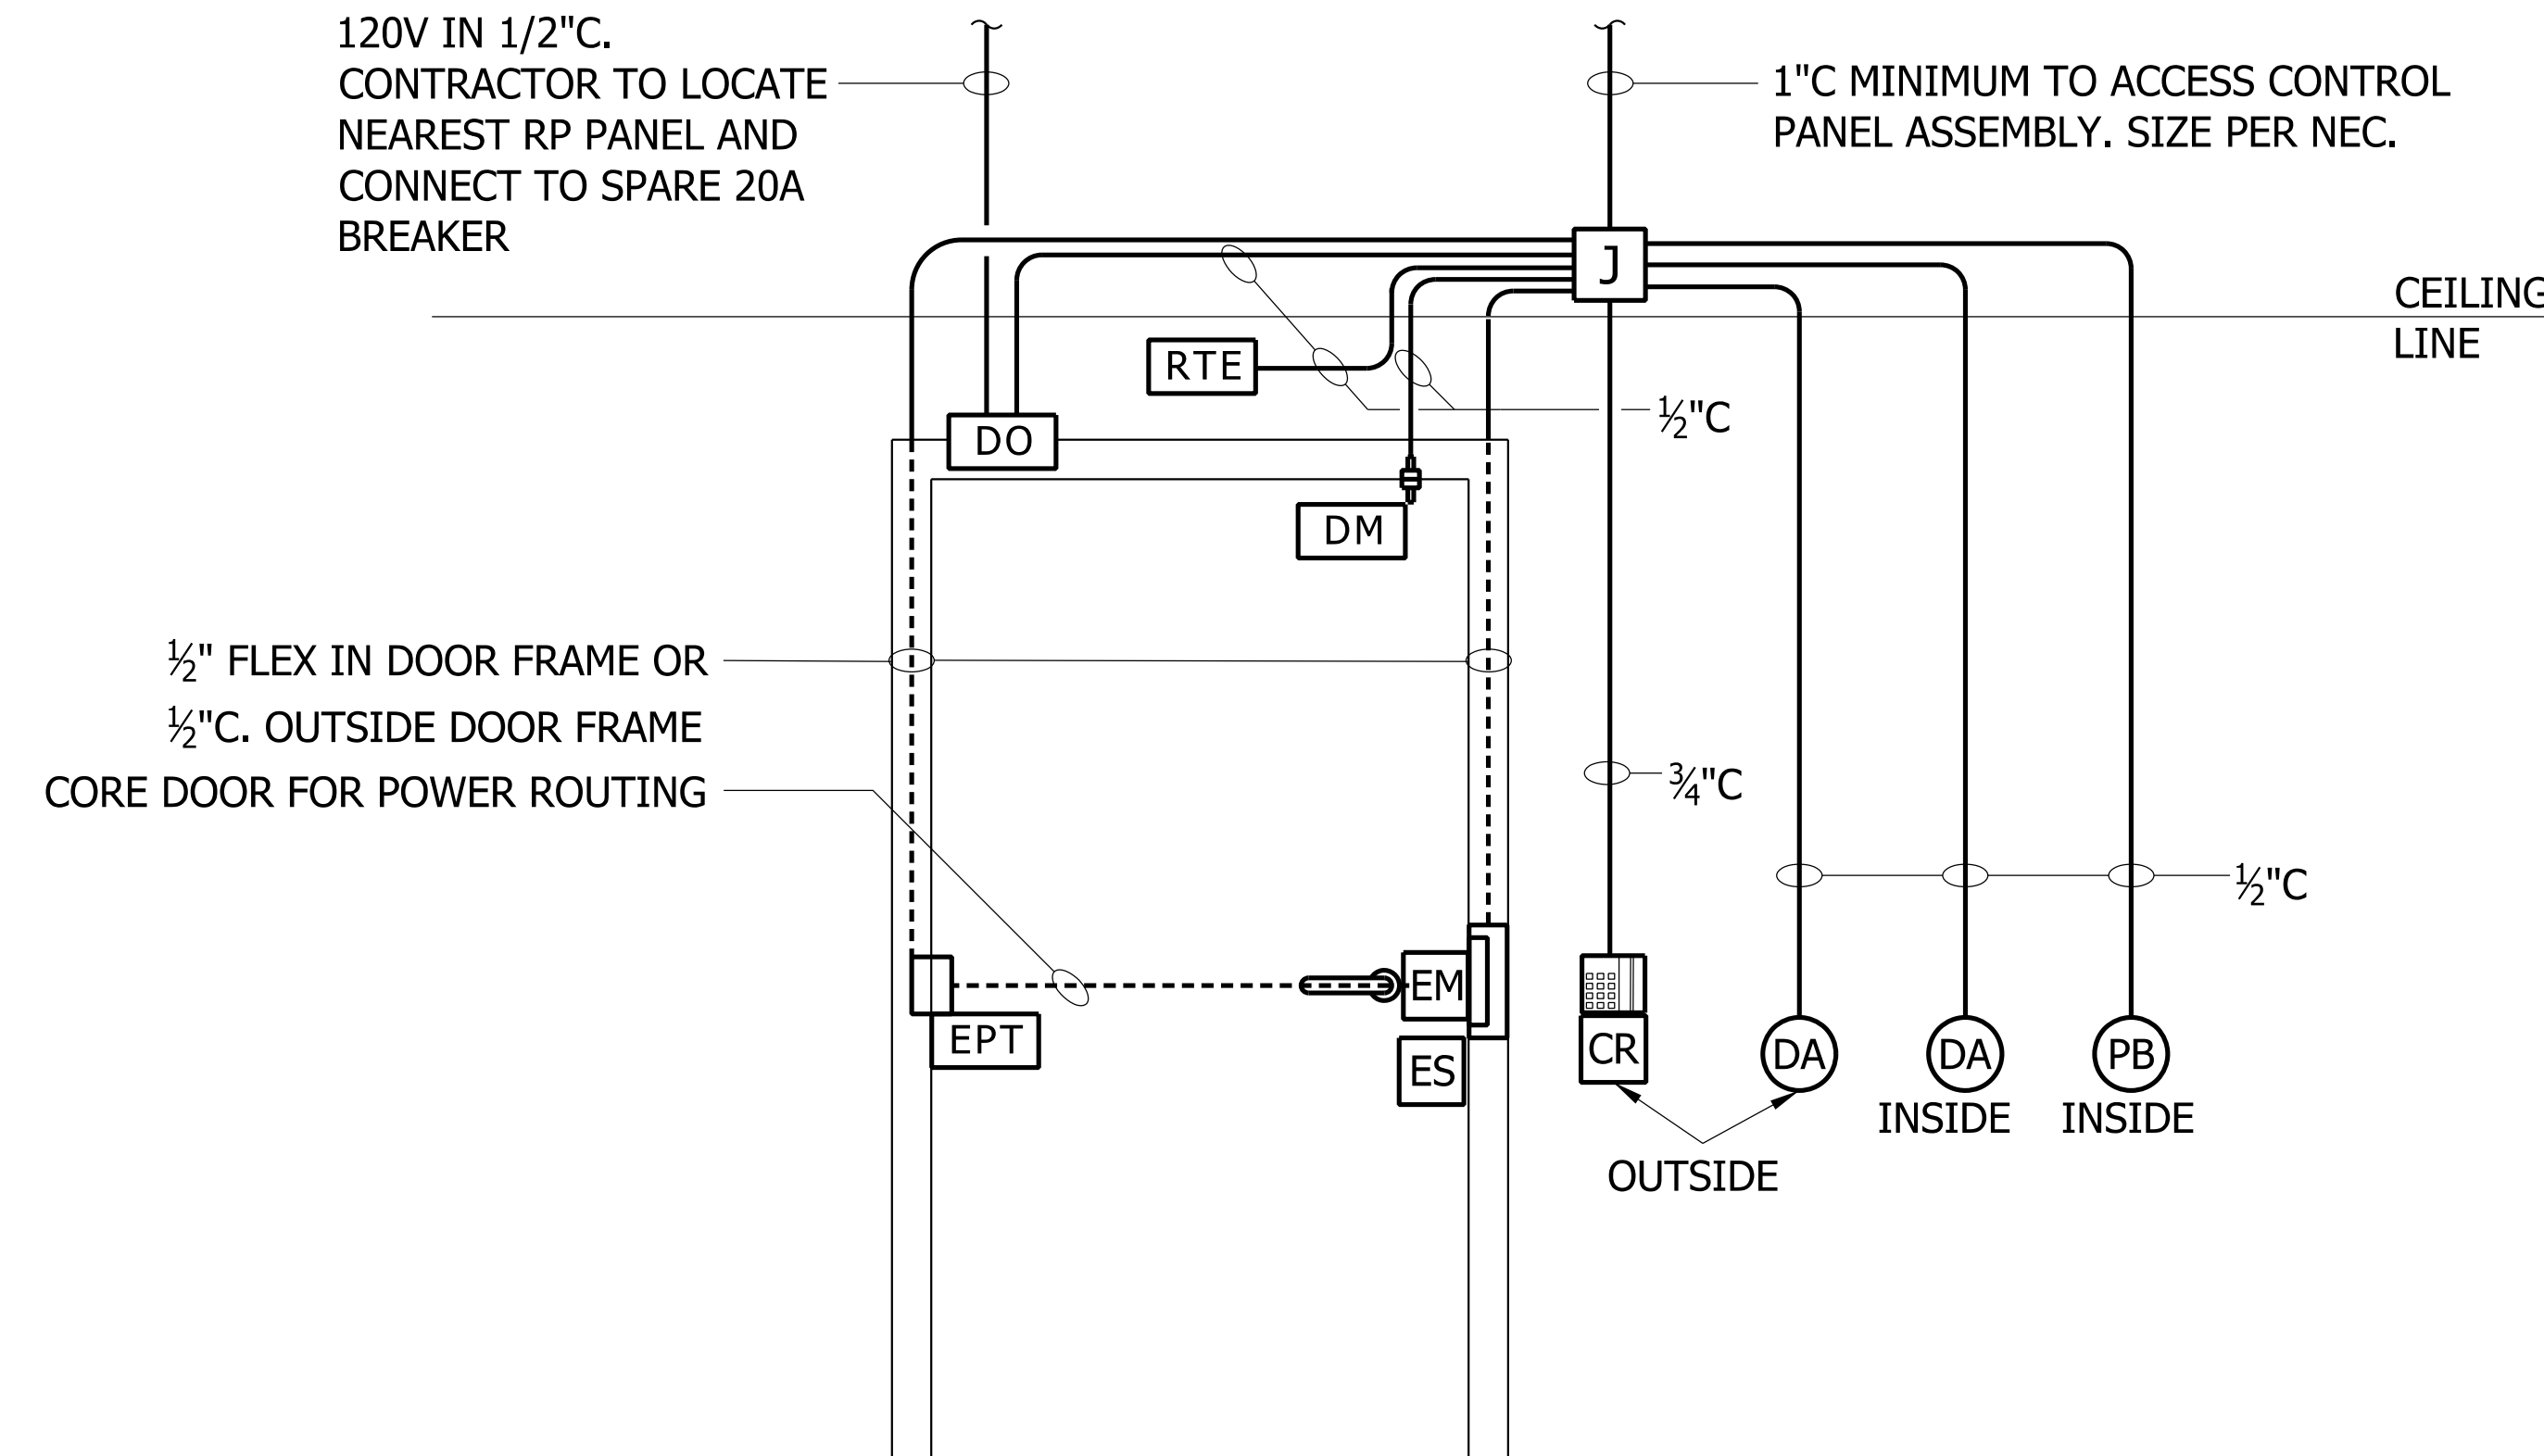 120V IN 1/2"C.
CONTRACTOR TO LOCATE
NEAREST RP PANEL AND
CONNECT TO SPARE 20A
BREAKER
1"C MINIMUM TO ACCESS CONTROL
PANEL ASSEMBLY. SIZE PER NEC.
J
CEILING
LINE
RTE
½"C
DO
DM
½" FLEX IN DOOR FRAME OR
½"C. OUTSIDE DOOR FRAME
CORE DOOR FOR POWER ROUTING
¾"C
½"C
EM
EPT
ES
CR
DA
DA
PB
INSIDE
INSIDE
OUTSIDE